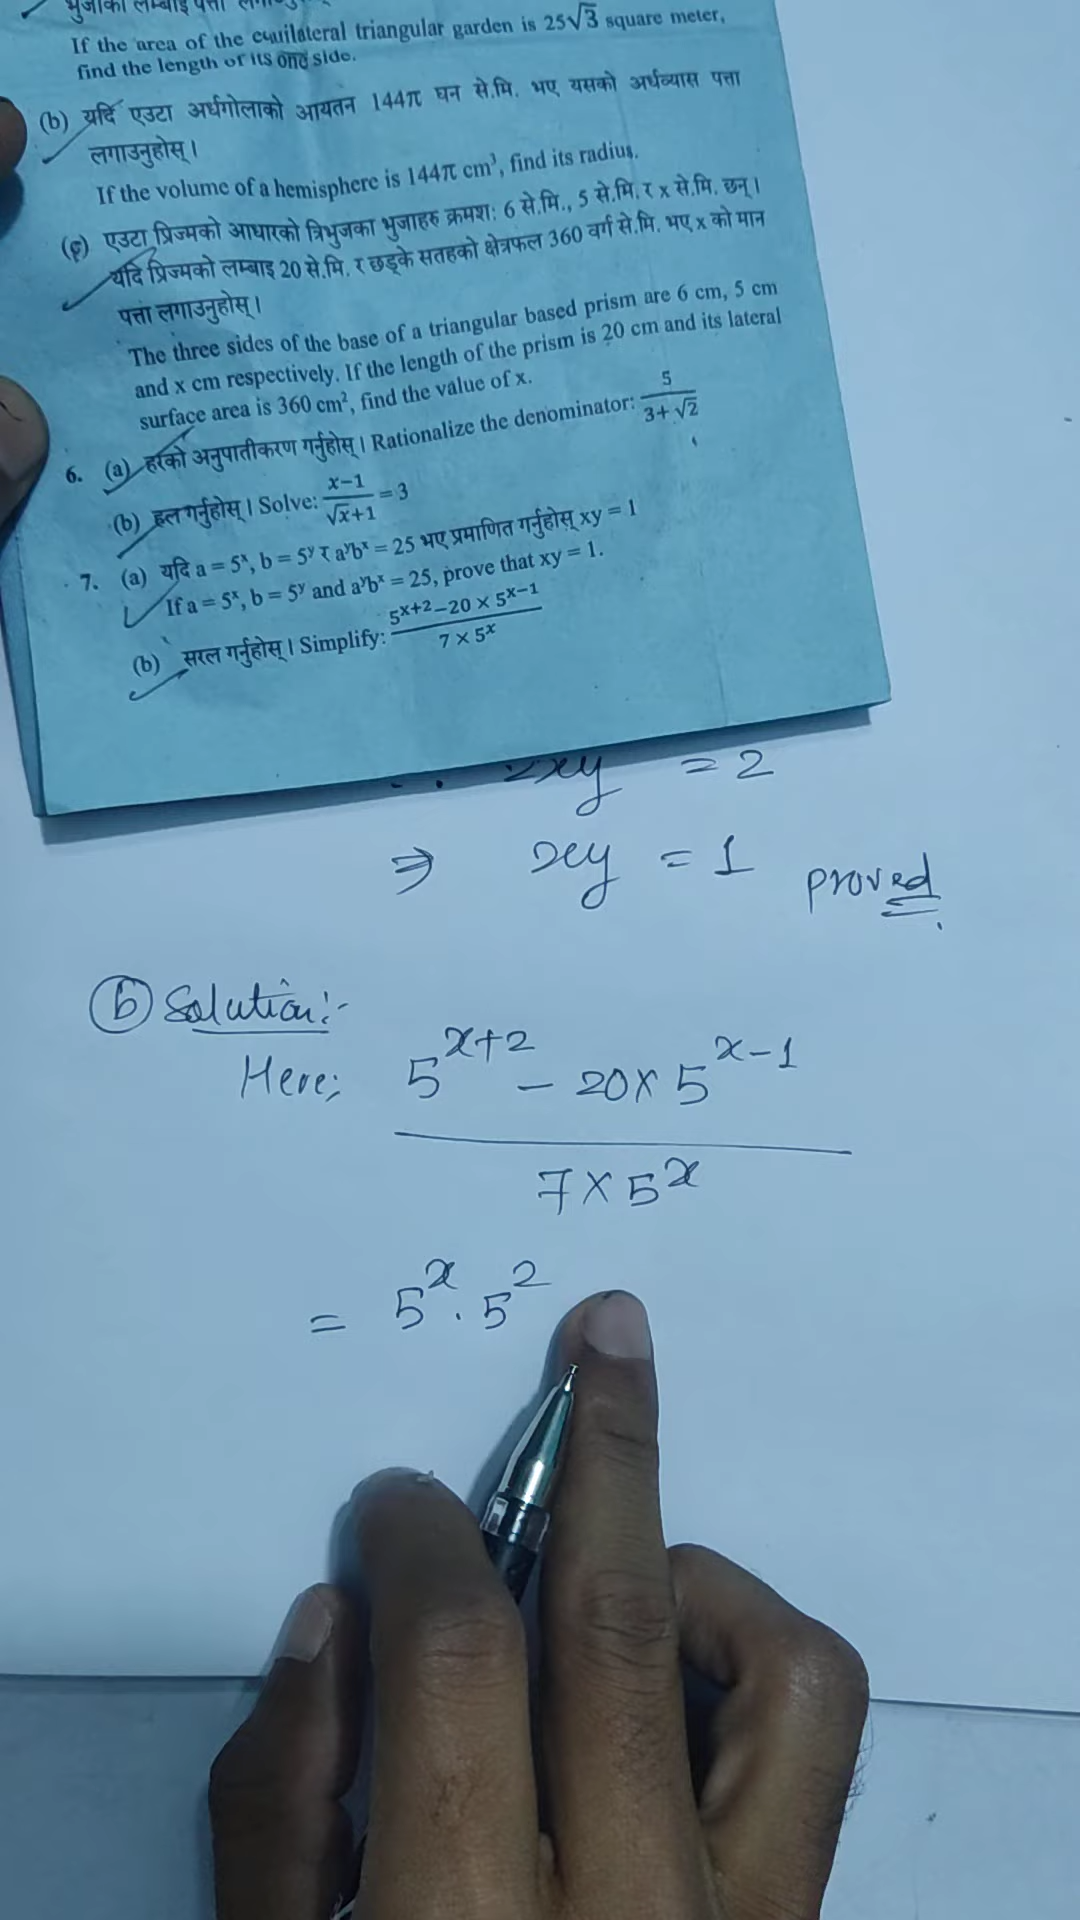 भुजाको लम्बाइ पत्ता
If the area of the equilateral triangular garden is 25√3 square meter,
find the length of its one side.
(b) यदि एउटा अर्धगोलाको आयतन 144π घन से.मि. भए यसको अर्धव्यास पत्ता
लगाउनुहोस् ।
If the volume of a hemisphere is 144π cm³, find its radius.
एउटा प्रिज्मको आधारको त्रिभुजका भुजाहरु क्रमश: 6 से.मि., 5 से.मि. र x से.मि. छन् ।
यदि प्रिज्मको लम्बाइ 20 से.मि. र छड्के सतहको क्षेत्रफल 360 वर्ग से.मि. भए x को मान
पत्ता लगाउनुहोस् ।
The three sides of the base of a triangular based prism are 6 cm, 5 cm
and x cm respectively. If the length of the prism is 20 cm and its lateral
surface area is 360 cm², find the value of x.
6. (a) हरको अनुपातीकरण गर्नुहोस् । Rationalize the denominator: 5/(3+√2)
(b) हल गर्नुहोस् । Solve: (x−1)/(√x+1) = 3
7. (a) यदि a = 5ˣ, b = 5ʸ र aʸbˣ = 25 भए प्रमाणित गर्नुहोस् xy = 1
If a = 5ˣ, b = 5ʸ and aʸbˣ = 25, prove that xy = 1.
(b) सरल गर्नुहोस् । Simplify: (5ˣ⁺²−20 × 5ˣ⁻¹)/(7 × 5ˣ)
∴ 2xy = 2
⇒ xy = 1 proved
(b) Solution:-
Here; 5ˣ⁺² − 20 × 5ˣ⁻¹
7 × 5ˣ
= 5ˣ . 5²